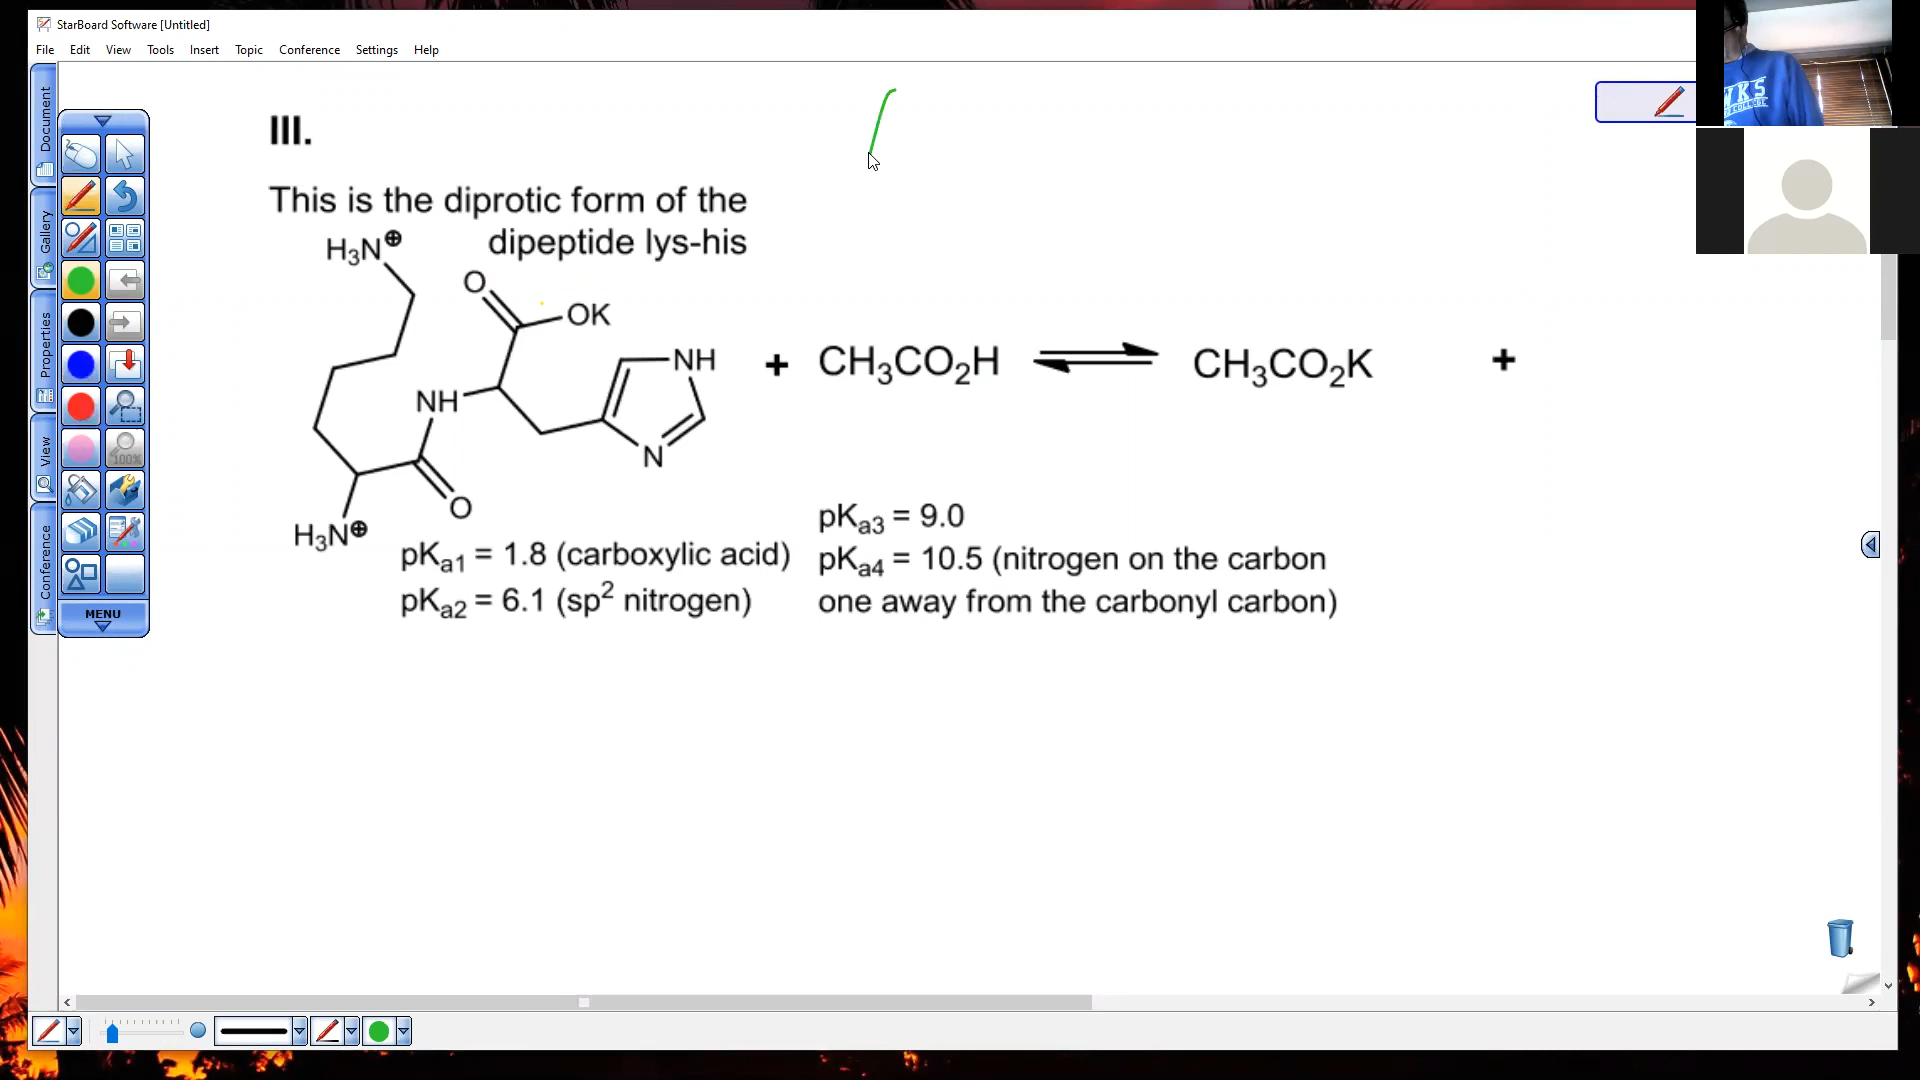 StarBoard Software [Untitled]
File Edit View Tools Insert Topic Conference Settings Help
Document
Gallery
Properties
View
Conference
100%
MENU
III.
This is the diprotic form of the
dipeptide lys-his
H₃N⊕
O
OK
NH
NH
N
O
H₃N⊕
+ CH₃CO₂H ⇌ CH₃CO₂K +
pKa1 = 1.8 (carboxylic acid)
pKa2 = 6.1 (sp² nitrogen)
pKa3 = 9.0
pKa4 = 10.5 (nitrogen on the carbon
one away from the carbonyl carbon)
WKS